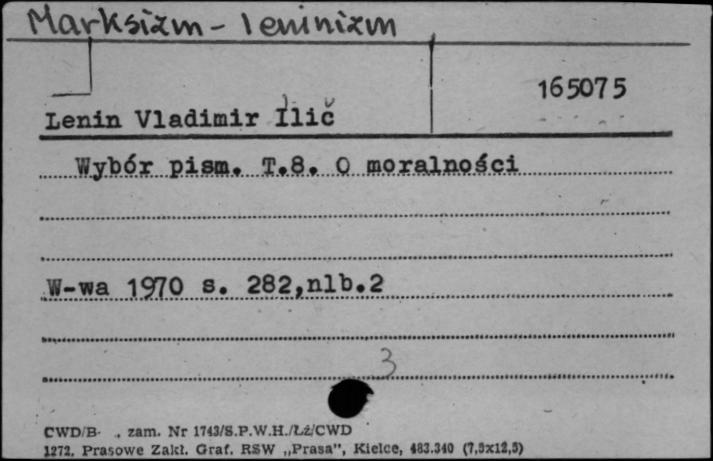 Marksizm - leninizm
165075
Lenin Vladimir Ilič
Wybór pism. T.8. O moralności
W-wa 1970 s. 282,nlb.2
3
CWD/B- , zam. Nr 1743/S.P.W.H./Łź/CWD
1272. Prasowe Zakł. Graf. RSW „Prasa”, Kielce, 483.340 (7,5x12,5)